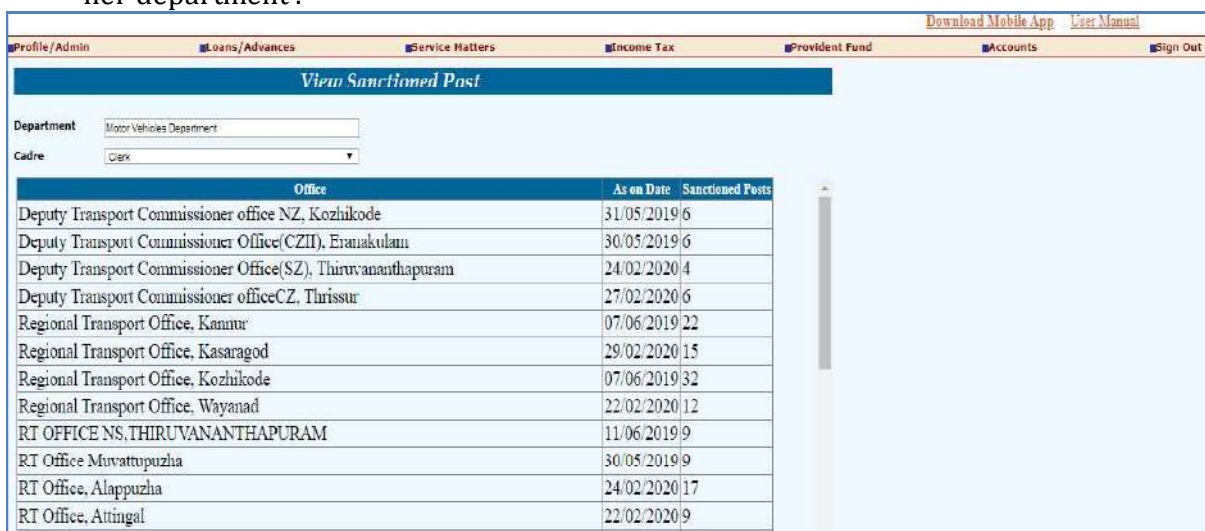 her department?
Download Mobile App User Manual
Profile/Admin Loans/Advances Service Matters Income Tax Provident Fund Accounts Sign Out
View Sanctioned Post
Department Motor Vehicles Department
Cadre Clerk
Office As on Date Sanctioned Posts
Deputy Transport Commissioner office NZ, Kozhikode 31/05/2019 6
Deputy Transport Commissioner Office(CZII), Eranakulam 30/05/2019 6
Deputy Transport Commissioner Office(SZ), Thiruvananthapuram 24/02/2020 4
Deputy Transport Commissioner officeCZ, Thrissur 27/02/2020 6
Regional Transport Office, Kannur 07/06/2019 22
Regional Transport Office, Kasaragod 29/02/2020 15
Regional Transport Office, Kozhikode 07/06/2019 32
Regional Transport Office, Wayanad 22/02/2020 12
RT OFFICE NS,THIRUVANANTHAPURAM 11/06/2019 9
RT Office Muvattupuzha 30/05/2019 9
RT Office, Alappuzha 24/02/2020 17
RT Office, Attingal 22/02/2020 9